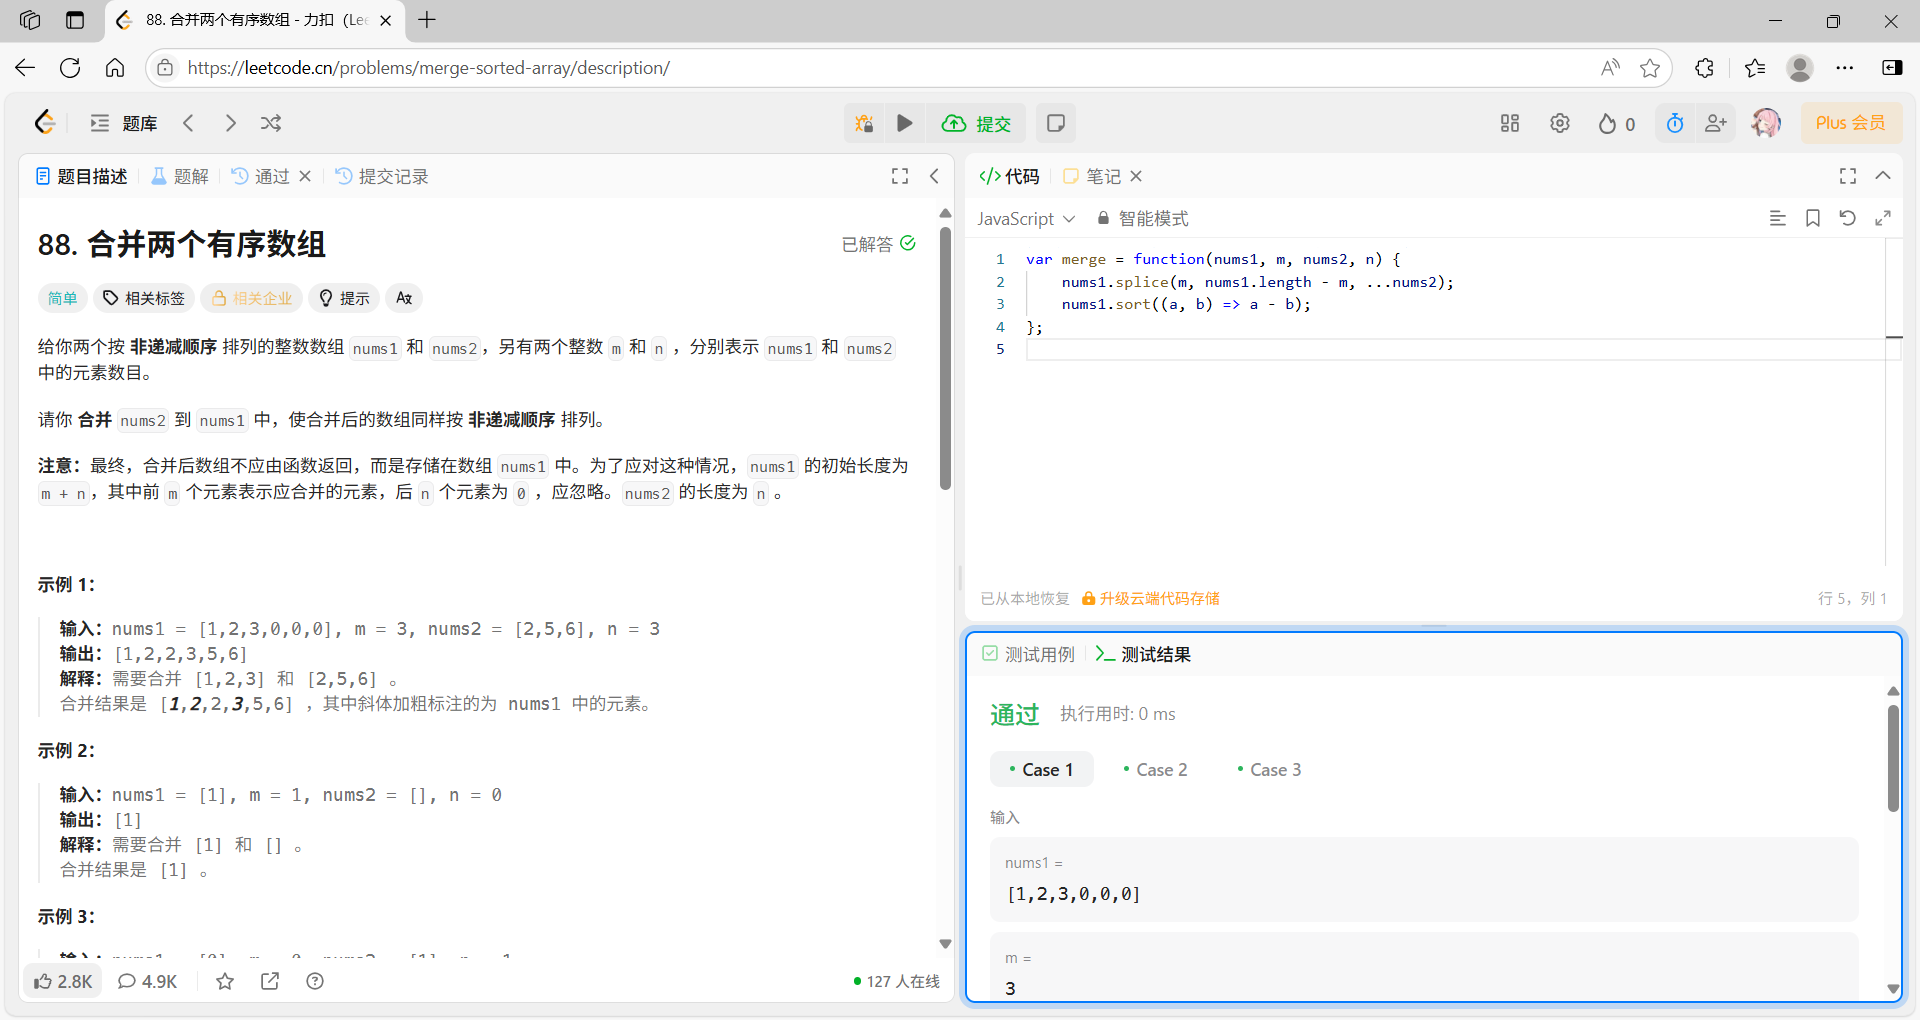 88. 合并两个有序数组 - 力扣（Lee
https://leetcode.cn/problems/merge-sorted-array/description/
题库
提交
0
Plus 会员
题目描述
题解
通过
提交记录
88. 合并两个有序数组
已解答
简单
相关标签
相关企业
提示
给你两个按 非递减顺序 排列的整数数组 nums1 和 nums2，另有两个整数 m 和 n ，分别表示 nums1 和 nums2
中的元素数目。
请你 合并 nums2 到 nums1 中，使合并后的数组同样按 非递减顺序 排列。
注意：最终，合并后数组不应由函数返回，而是存储在数组 nums1 中。为了应对这种情况，nums1 的初始长度为
m + n，其中前 m 个元素表示应合并的元素，后 n 个元素为 0 ，应忽略。nums2 的长度为 n 。
示例 1：
输入：nums1 = [1,2,3,0,0,0], m = 3, nums2 = [2,5,6], n = 3
输出：[1,2,2,3,5,6]
解释：需要合并 [1,2,3] 和 [2,5,6] 。
合并结果是 [1,2,2,3,5,6] ，其中斜体加粗标注的为 nums1 中的元素。
示例 2：
输入：nums1 = [1], m = 1, nums2 = [], n = 0
输出：[1]
解释：需要合并 [1] 和 [] 。
合并结果是 [1] 。
示例 3：
2.8K
4.9K
127 人在线
代码
笔记
JavaScript
智能模式
1 var merge = function(nums1, m, nums2, n) {
2 nums1.splice(m, nums1.length - m, ...nums2);
3 nums1.sort((a, b) => a - b);
4 };
5
已从本地恢复
升级云端代码存储
行 5，列 1
测试用例
测试结果
通过
执行用时: 0 ms
Case 1
Case 2
Case 3
输入
nums1 =
[1,2,3,0,0,0]
m =
3